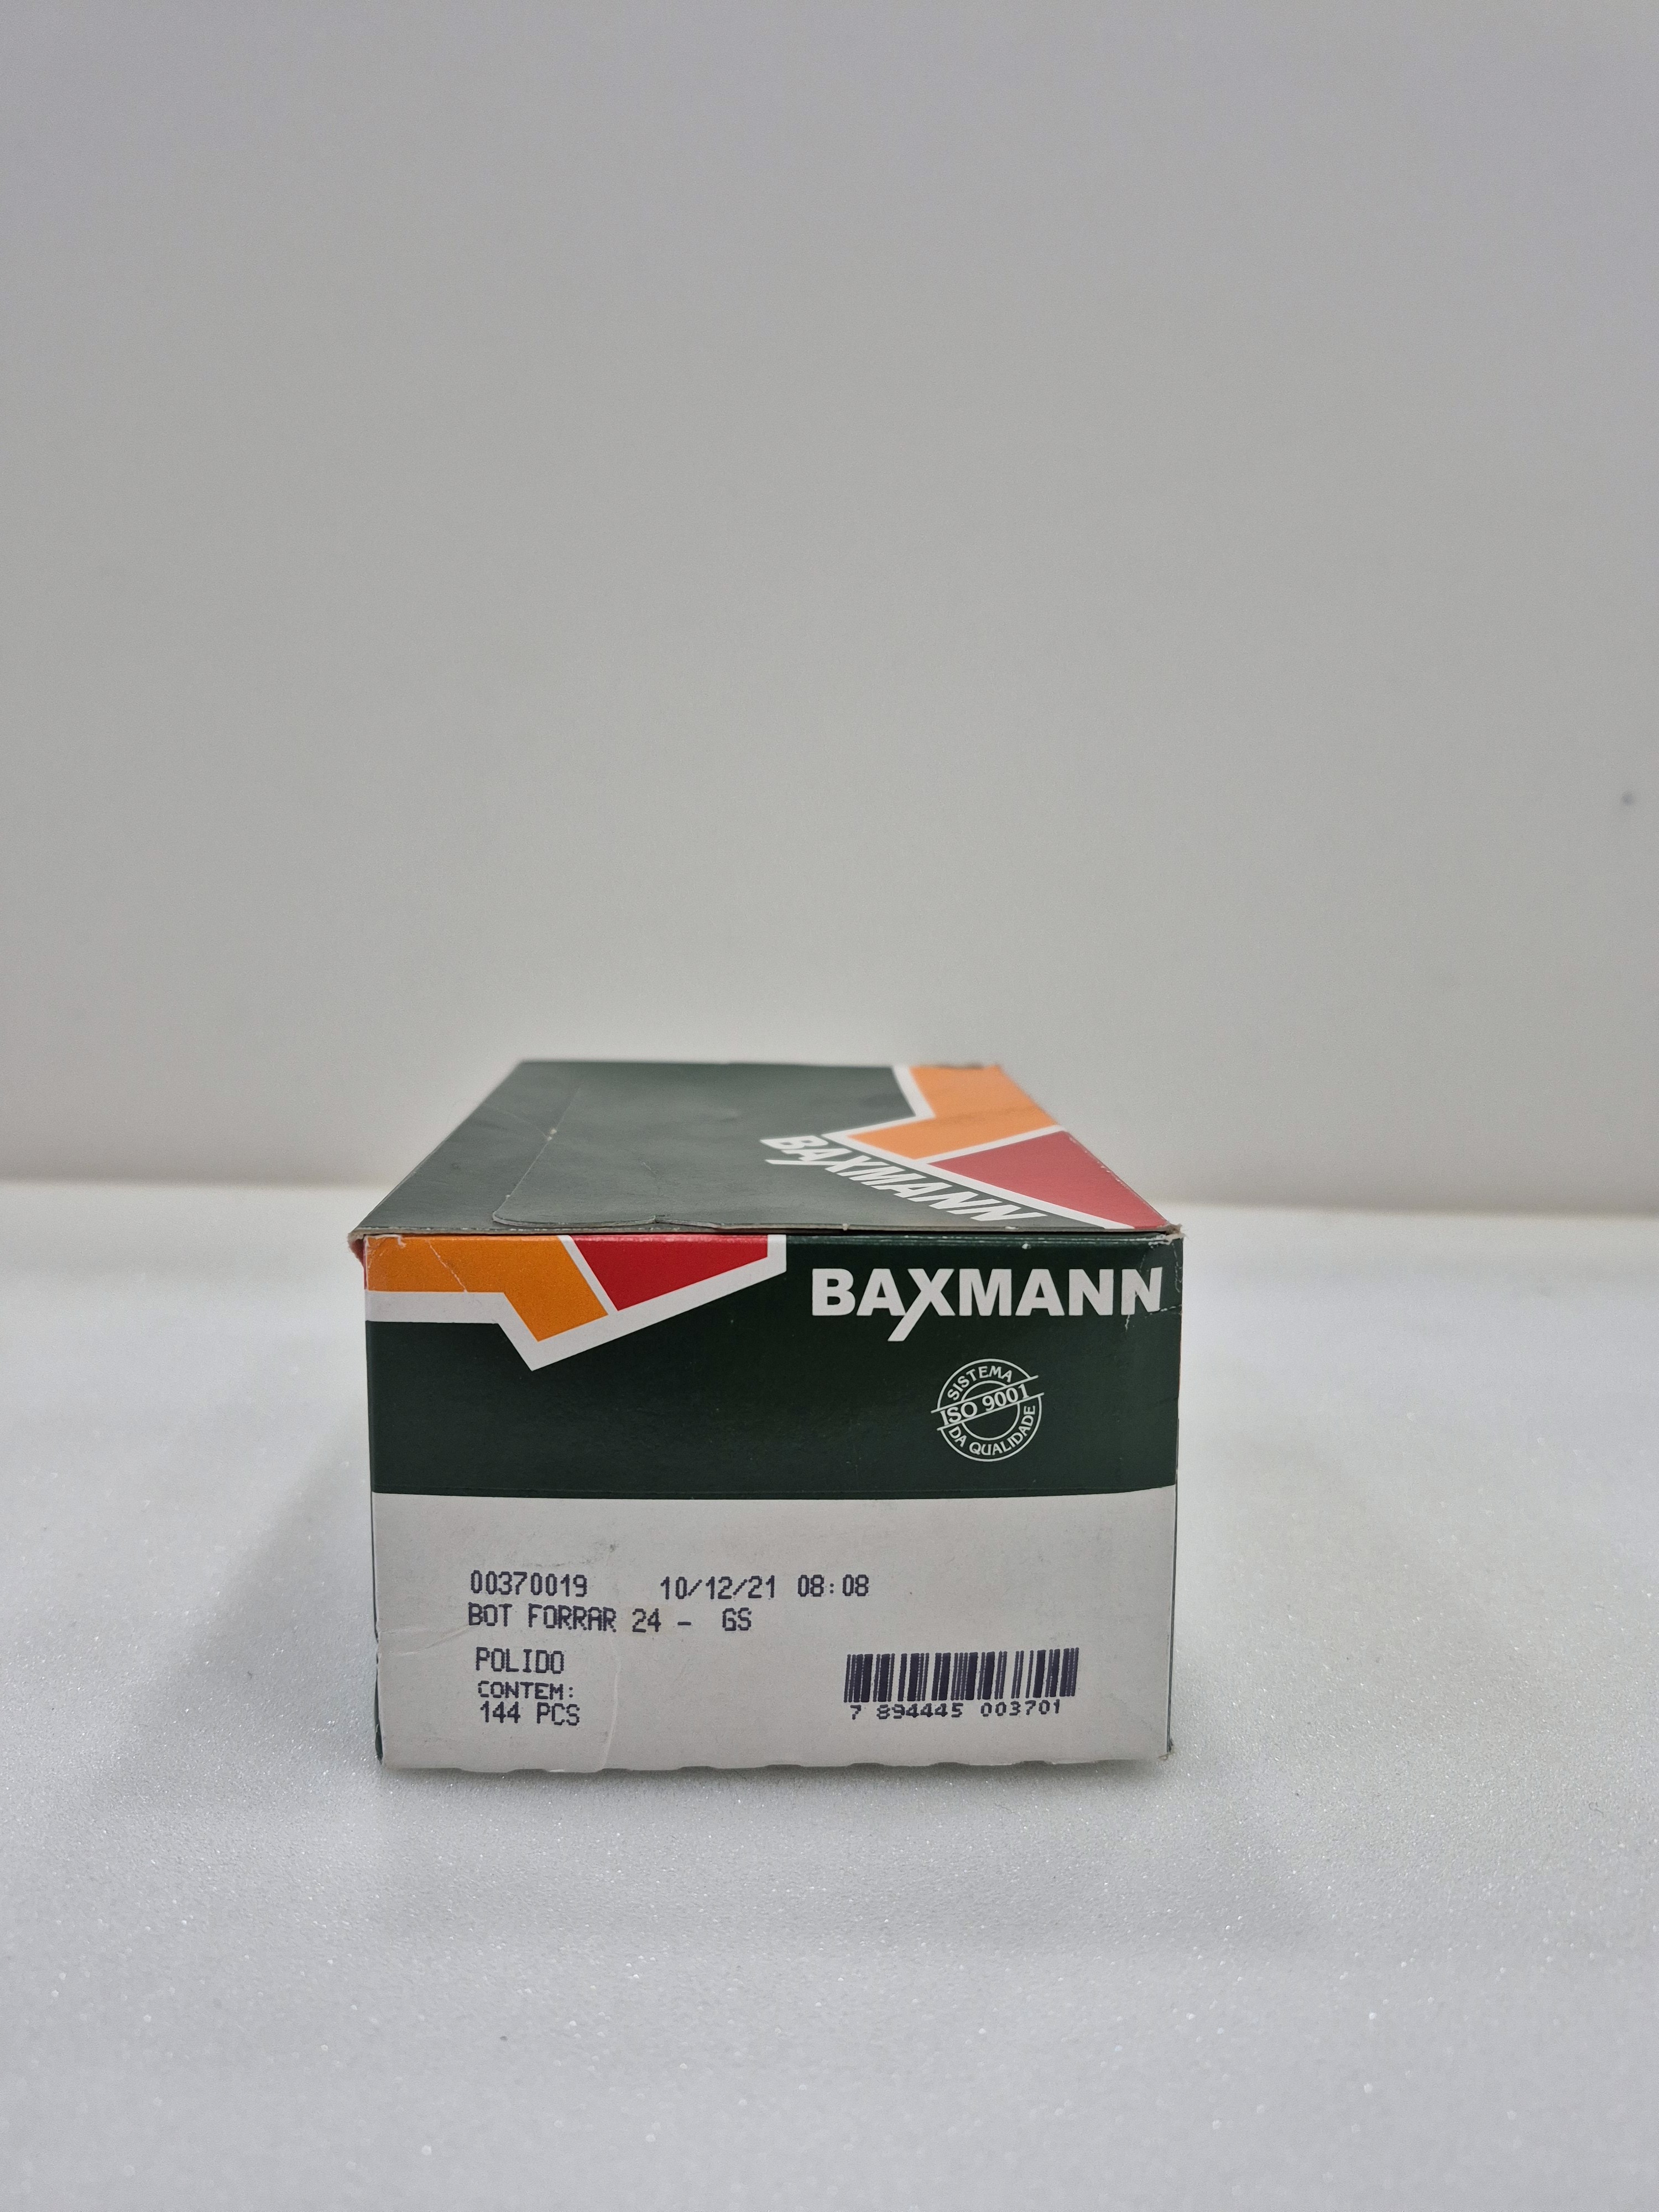 BAXMANN
BAXMANN
SISTEMA
ISO 9001
DA QUALIDADE
00370019 10/12/21 08:08
BOT FORRAR 24 - GS
POLIDO
CONTEM:
144 PCS
7 894445 003701